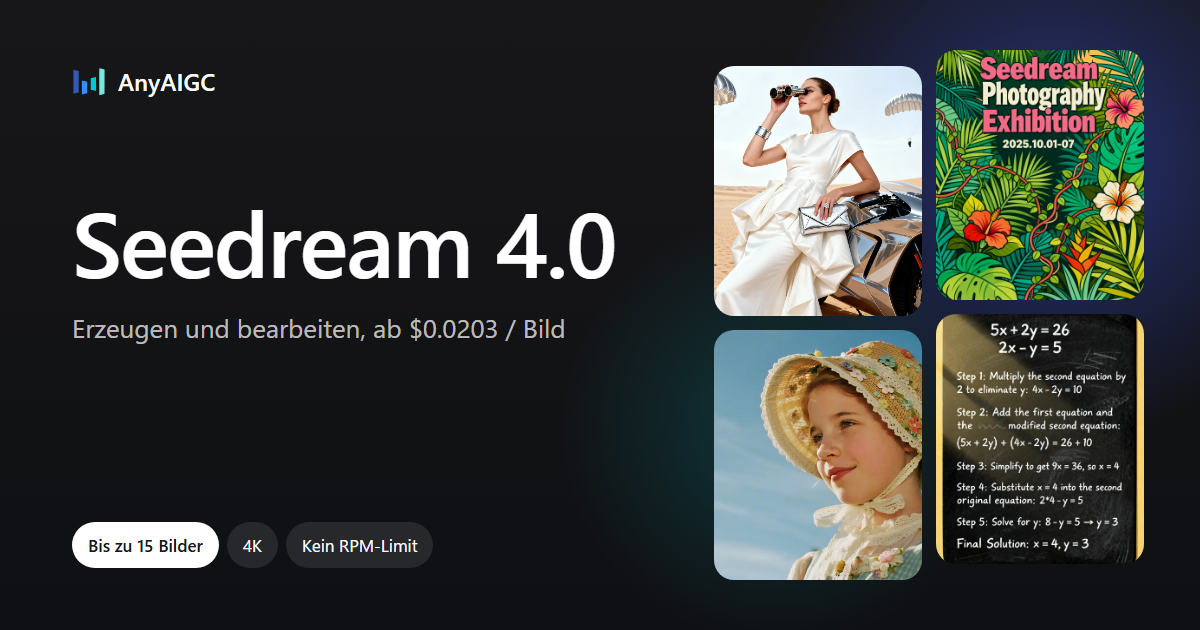 AnyAIGC
Seedream 4.0
Erzeugen und bearbeiten, ab $0.0203 / Bild
Bis zu 15 Bilder
4K
Kein RPM-Limit
Seedream
Photography
Exhibition
2025.10.01-07
5x + 2y = 26
2x - y = 5
Step 1: Multiply the second equation by
2 to eliminate y: 4x - 2y = 10
Step 2: Add the first equation and
the modified second equation:
(5x + 2y) + (4x - 2y) = 26 + 10
Step 3: Simplify to get 9x = 36, so x = 4
Step 4: Substitute x = 4 into the second
original equation: 2*4 - y = 5
Step 5: Solve for y: 8 - y = 5 → y = 3
Final Solution: x = 4, y = 3